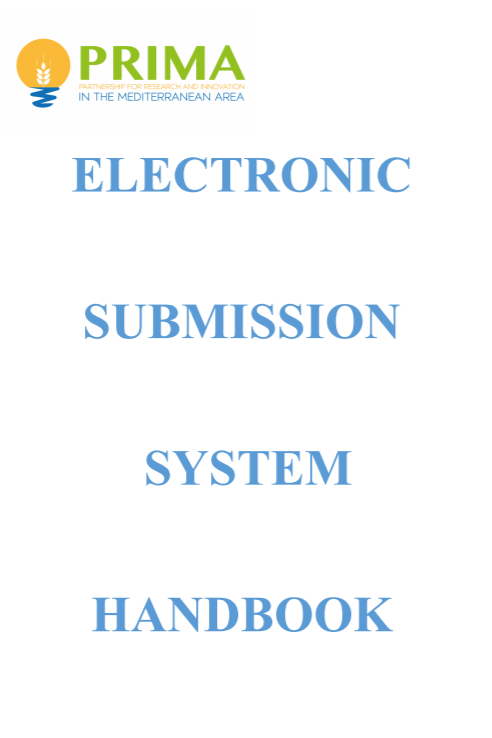 PRIMA
PARTNERSHIP FOR RESEARCH AND INNOVATION
IN THE MEDITERRANEAN AREA
ELECTRONIC
SUBMISSION
SYSTEM
HANDBOOK